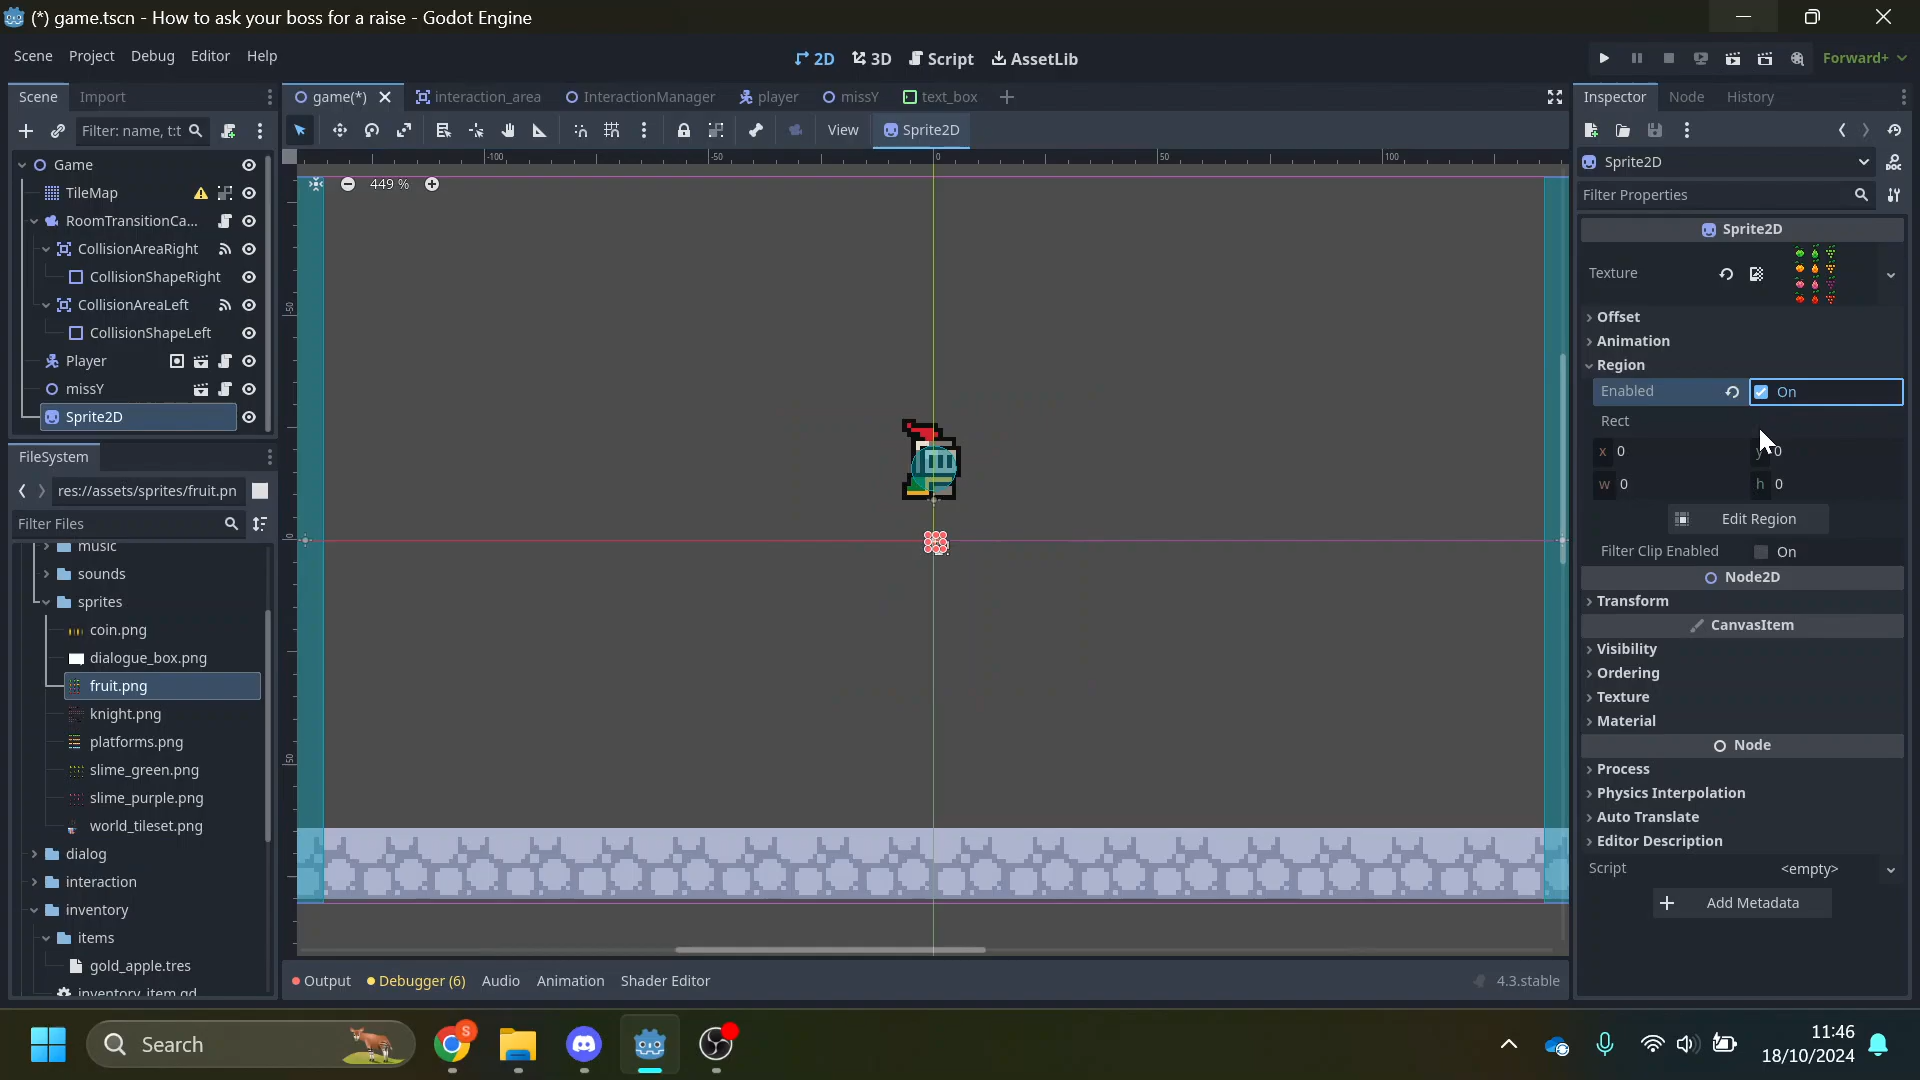 (*) game.tscn - How to ask your boss for a raise - Godot Engine
Scene Project Debug Editor Help
2D 3D Script AssetLib
Forward+
Scene Import
game(*) interaction_area InteractionManager player missY text_box
Inspector Node History
Filter: name, t:t
View Sprite2D
-100 -50 0 50 100
449 %
Game
TileMap
RoomTransitionCa...
CollisionAreaRight
CollisionShapeRight
CollisionAreaLeft
CollisionShapeLeft
Player
missY
Sprite2D
FileSystem
res://assets/sprites/fruit.pn
Filter Files
music
sounds
sprites
coin.png
dialogue_box.png
fruit.png
knight.png
platforms.png
slime_green.png
slime_purple.png
world_tileset.png
dialog
interaction
inventory
items
gold_apple.tres
inventory_item.gd
-50
0
50
Sprite2D
Filter Properties
Sprite2D
Texture
Offset
Animation
Region
Enabled On
Rect
x 0 y 0
w 0 h 0
Edit Region
Filter Clip Enabled On
Node2D
Transform
CanvasItem
Visibility
Ordering
Texture
Material
Node
Process
Physics Interpolation
Auto Translate
Editor Description
Script <empty>
Add Metadata
Output Debugger (6) Audio Animation Shader Editor
4.3.stable
Search
S
11:46
18/10/2024